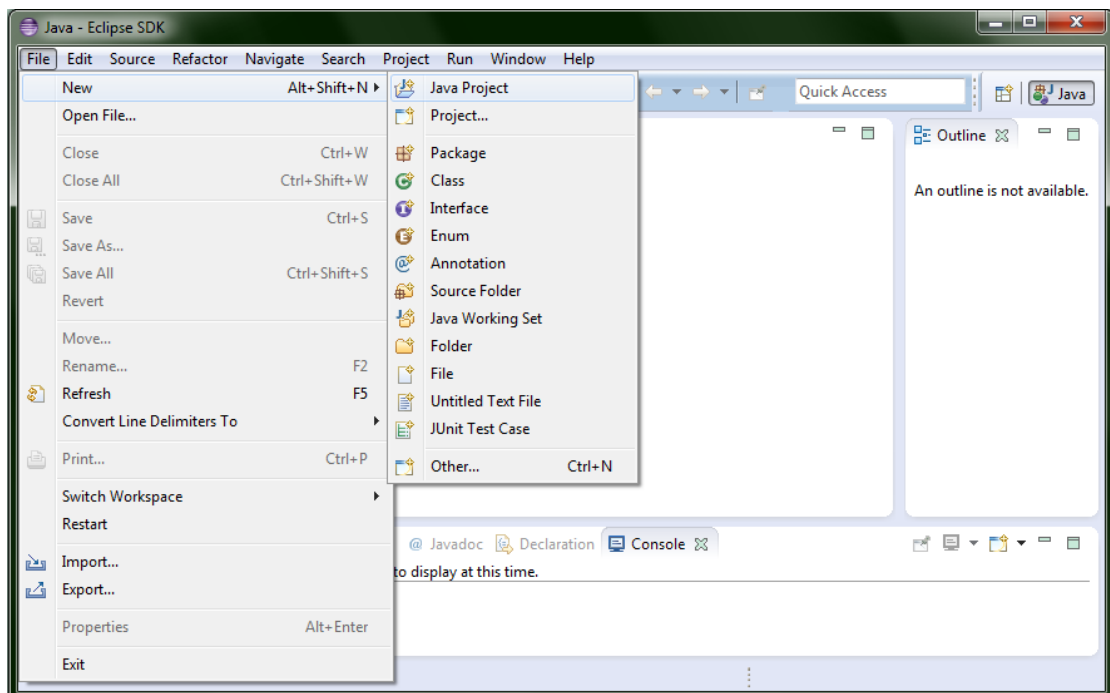 Java - Eclipse SDK
File Edit Source Refactor Navigate Search Project Run Window Help
New Alt+Shift+N
Open File...
Close Ctrl+W
Close All Ctrl+Shift+W
Save Ctrl+S
Save As...
Save All Ctrl+Shift+S
Revert
Move...
Rename... F2
Refresh F5
Convert Line Delimiters To
Print... Ctrl+P
Switch Workspace
Restart
Import...
Export...
Properties Alt+Enter
Exit
Java Project
Project...
Package
Class
Interface
Enum
Annotation
Source Folder
Java Working Set
Folder
File
Untitled Text File
JUnit Test Case
Other... Ctrl+N
Quick Access
Java
Outline
An outline is not available.
@ Javadoc Declaration Console
to display at this time.